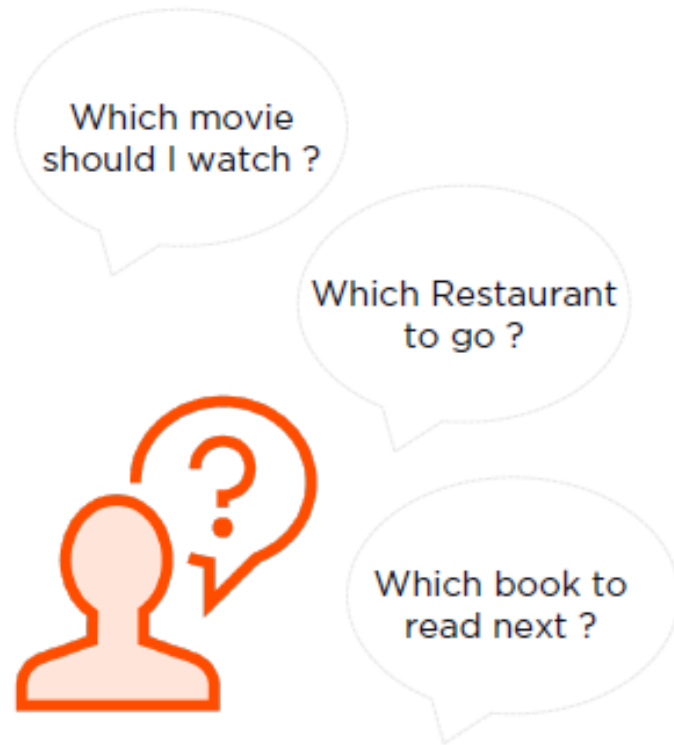 Which movie
should I watch ?
Which Restaurant
to go ?
?
Which book to
read next ?